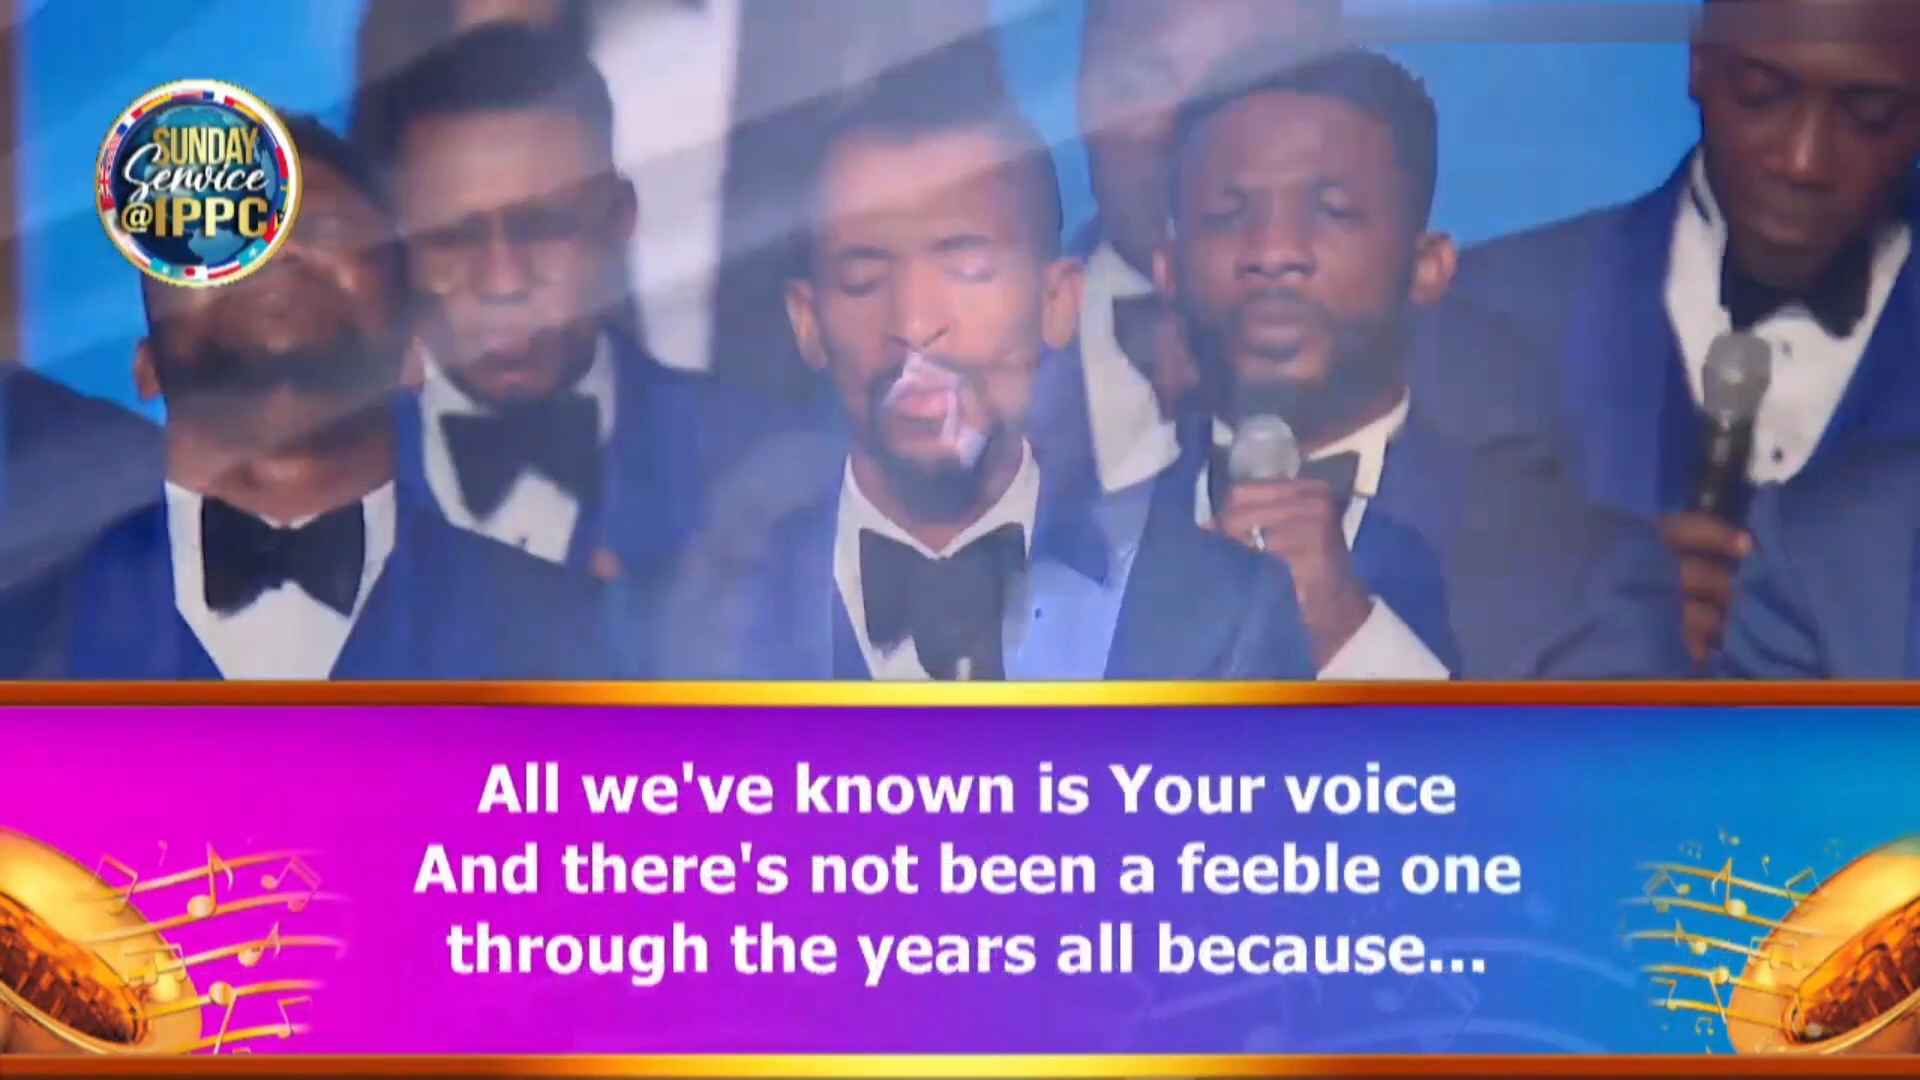 SUNDAY
Service
@IPPC
All we've known is Your voice
And there's not been a feeble one
through the years all because...